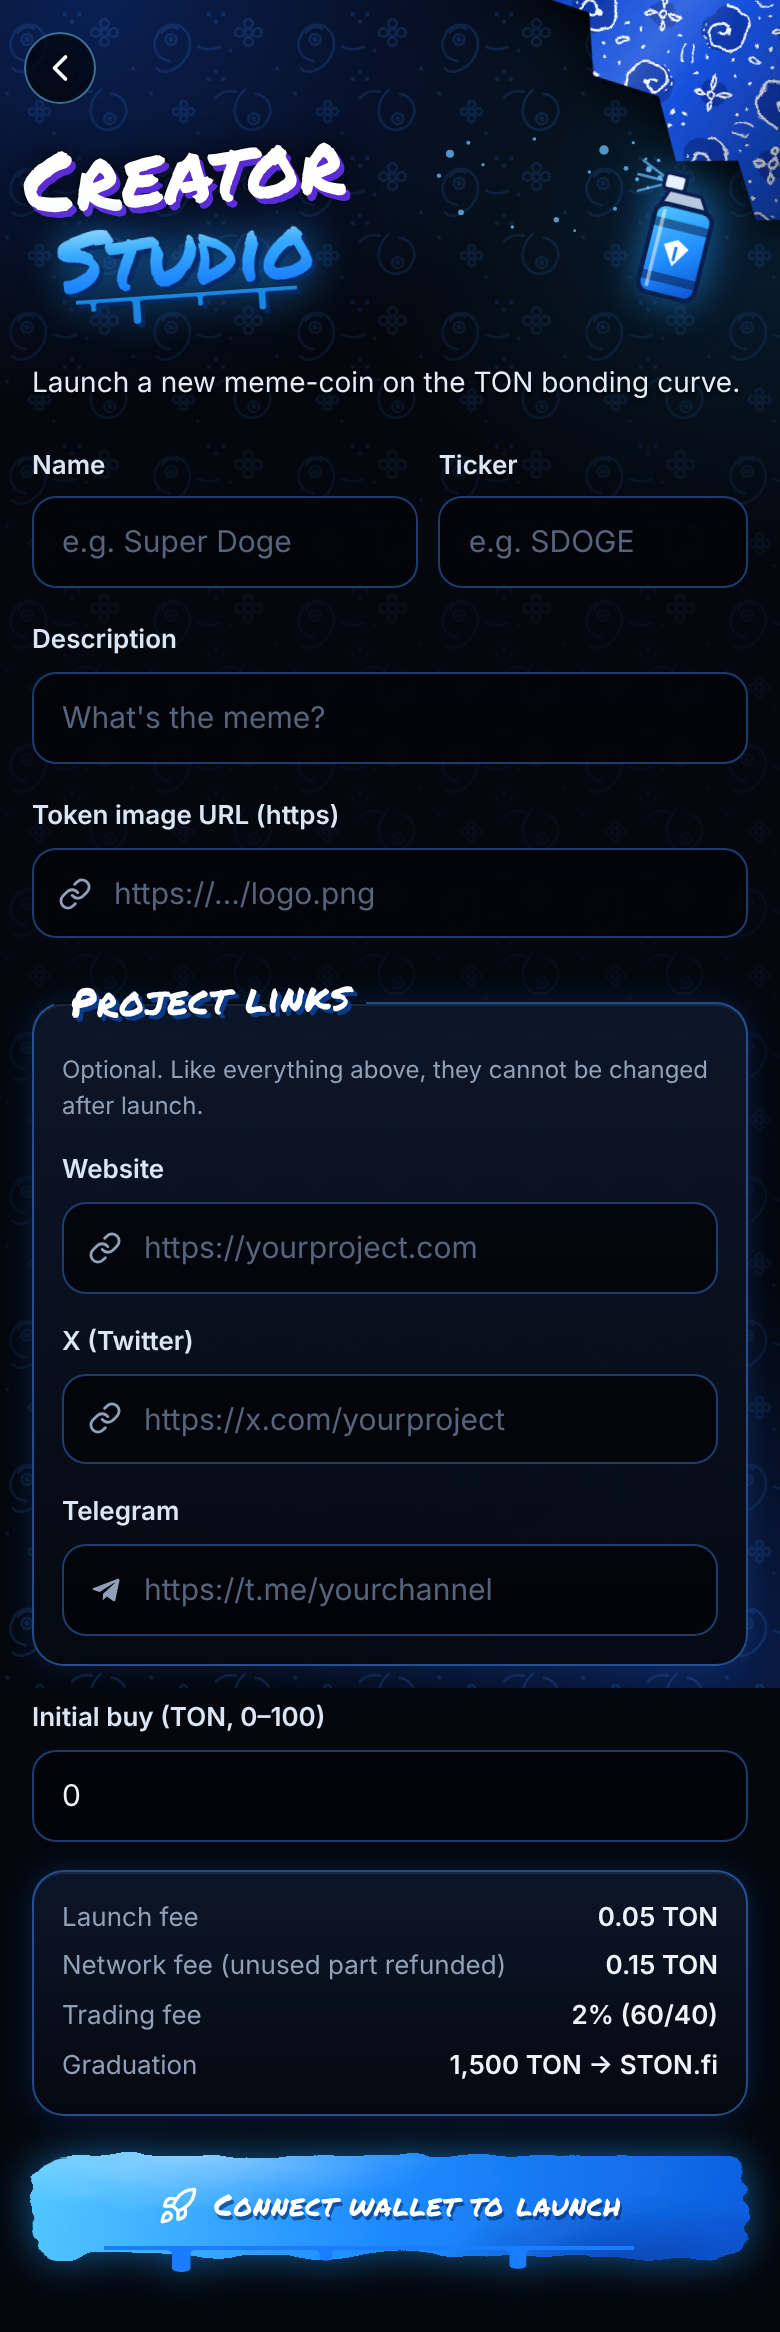 CREATOR
STUDIO
Launch a new meme-coin on the TON bonding curve.
Name
Ticker
e.g. Super Doge
e.g. SDOGE
Description
What's the meme?
Token image URL (https)
https://.../logo.png
PROJECT LINKS
Optional. Like everything above, they cannot be changed
after launch.
Website
https://yourproject.com
X (Twitter)
https://x.com/yourproject
Telegram
https://t.me/yourchannel
Initial buy (TON, 0–100)
0
Launch fee 0.05 TON
Network fee (unused part refunded) 0.15 TON
Trading fee 2% (60/40)
Graduation 1,500 TON → STON.fi
CONNECT WALLET TO LAUNCH